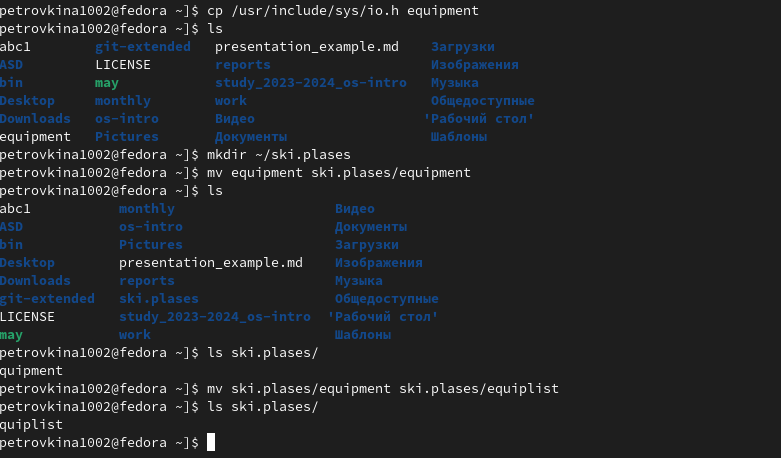 petrovkina1002@fedora ~]$ cp /usr/include/sys/io.h equipment
petrovkina1002@fedora ~]$ ls
abc1 git-extended presentation_example.md Загрузки
ASD LICENSE reports Изображения
bin may study_2023-2024_os-intro Музыка
Desktop monthly work Общедоступные
Downloads os-intro Видео 'Рабочий стол'
equipment Pictures Документы Шаблоны
petrovkina1002@fedora ~]$ mkdir ~/ski.plases
petrovkina1002@fedora ~]$ mv equipment ski.plases/equipment
petrovkina1002@fedora ~]$ ls
abc1 monthly Видео
ASD os-intro Документы
bin Pictures Загрузки
Desktop presentation_example.md Изображения
Downloads reports Музыка
git-extended ski.plases Общедоступные
LICENSE study_2023-2024_os-intro 'Рабочий стол'
may work Шаблоны
petrovkina1002@fedora ~]$ ls ski.plases/
quipment
petrovkina1002@fedora ~]$ mv ski.plases/equipment ski.plases/equiplist
petrovkina1002@fedora ~]$ ls ski.plases/
quiplist
petrovkina1002@fedora ~]$